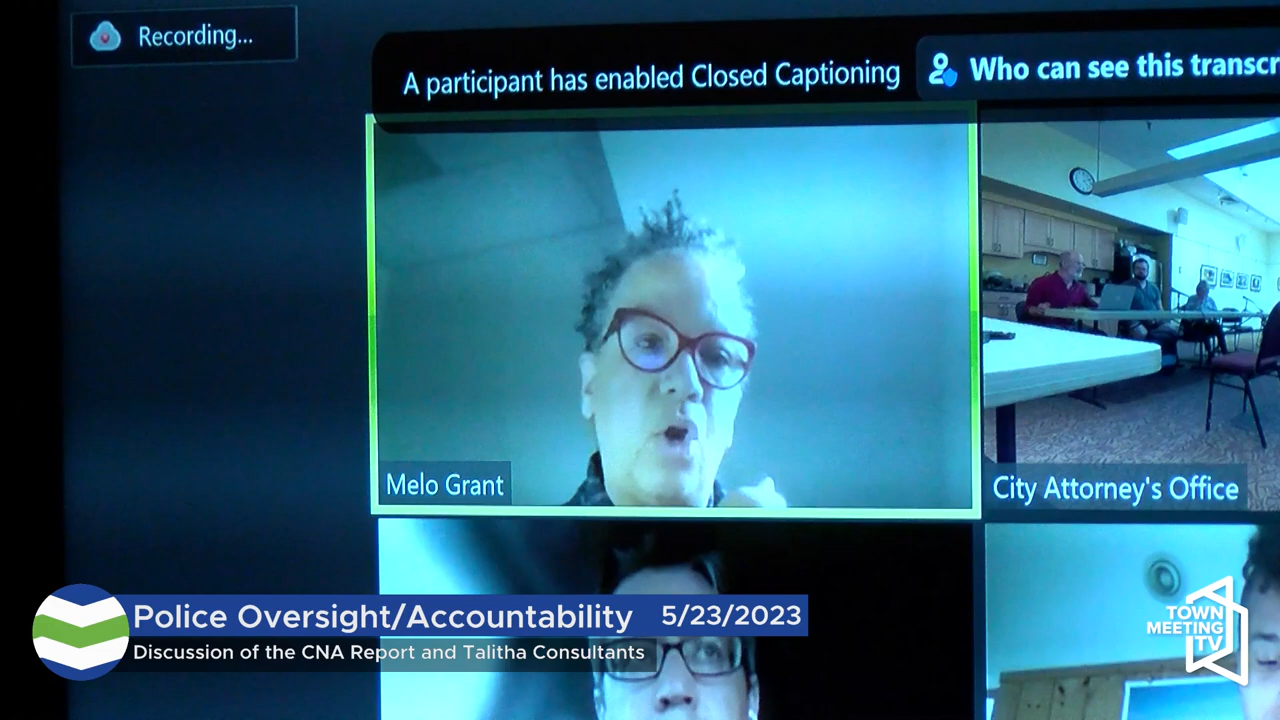 Recording...
A participant has enabled Closed Captioning
Who can see this transcr
Melo Grant
City Attorney's Office
Police Oversight/Accountability 5/23/2023
Discussion of the CNA Report and Talitha Consultants
TOWN
MEETING
TV